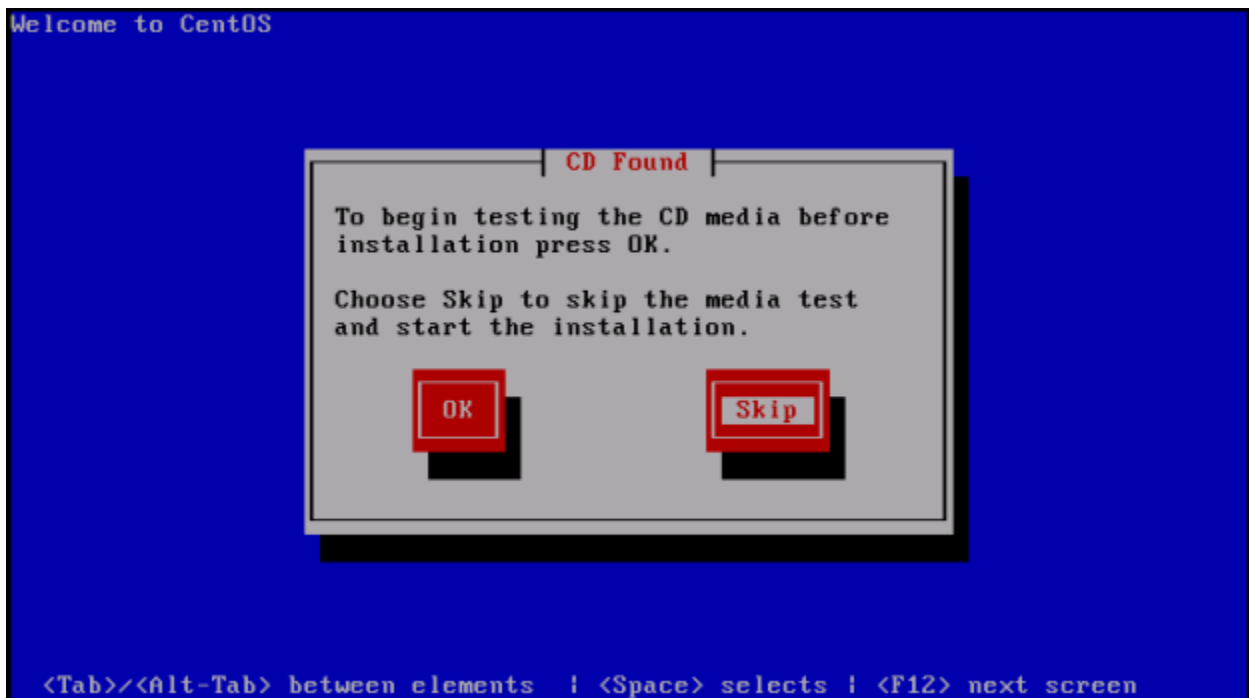 Welcome to CentOS
CD Found
To begin testing the CD media before
installation press OK.
Choose Skip to skip the media test
and start the installation.
OK Skip
<Tab>/<Alt-Tab> between elements | <Space> selects | <F12> next screen